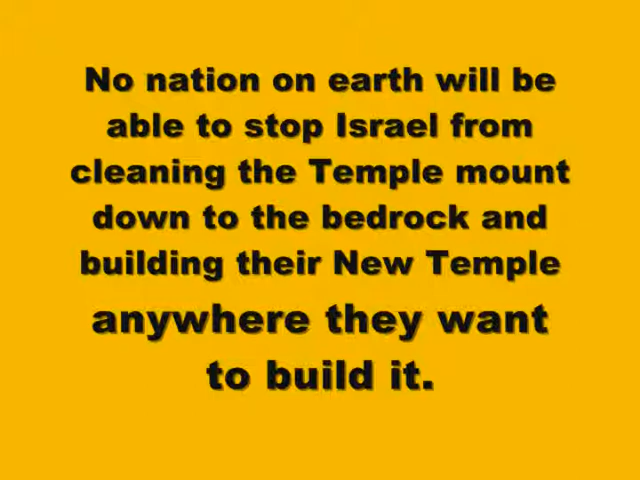 No nation on earth will be
able to stop Israel from
cleaning the Temple mount
down to the bedrock and
building their New Temple
anywhere they want
to build it.